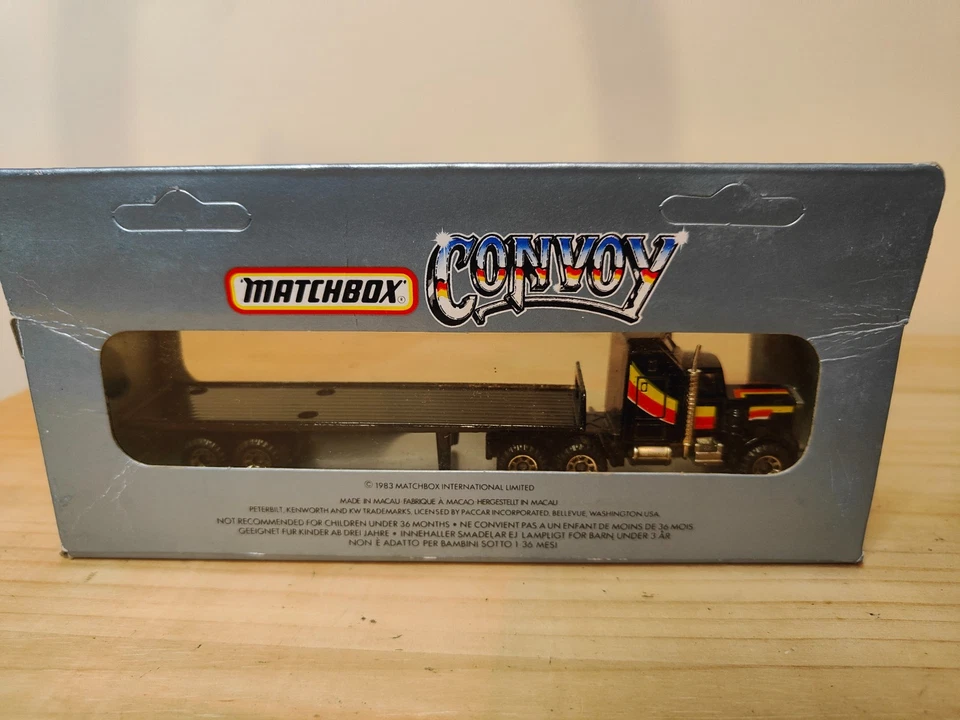 MATCHBOX ®
CONVOY
© 1983 MATCHBOX INTERNATIONAL LIMITED
MADE IN MACAU FABRIQUÉ À MACAO HERGESTELLT IN MACAU
PETERBILT, KENWORTH AND KW TRADEMARKS, LICENSED BY PACCAR INCORPORATED, BELLEVUE, WASHINGTON USA.
NOT RECOMMENDED FOR CHILDREN UNDER 36 MONTHS • NE CONVIENT PAS A UN ENFANT DE MOINS DE 36 MOIS
GEEIGNET FUR KINDER AB DREI JAHRE • INNEHALLER SMADELAR EJ LAMPLIGT FÖR BARN, UNDER 3 ÅR
NON È ADATTO PER BAMBINI SOTTO I 36 MESI